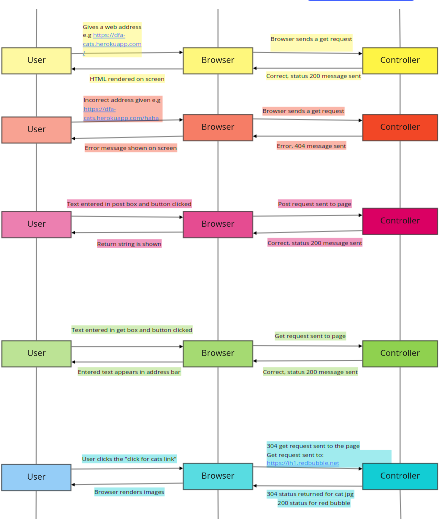 Gives a web address
e.g https://dfa-
cats.herokuapp.com
/
Browser sends a get request
User
Browser
Controller
HTML rendered on screen
Correct, status 200 message sent
Incorrect address given e.g
https://dfa-
cats.herokuapp.com/haha
Browser sends a get request
User
Browser
Controller
Error message shown on screen
Error, 404 message sent
Text entered in post box and button clicked
Post request sent to page
User
Browser
Controller
Return string is shown
Correct, status 200 message sent
Text entered in get box and button clicked
Get request sent to page
User
Browser
Controller
Entered text appears in address bar
Correct, status 200 message sent
User clicks the "click for cats link"
304 get request sent to the page
Get request sent to:
https://ih1.redbubble.net
User
Browser
Controller
Browser renders images
304 status returned for cat jpg
200 status for red bubble